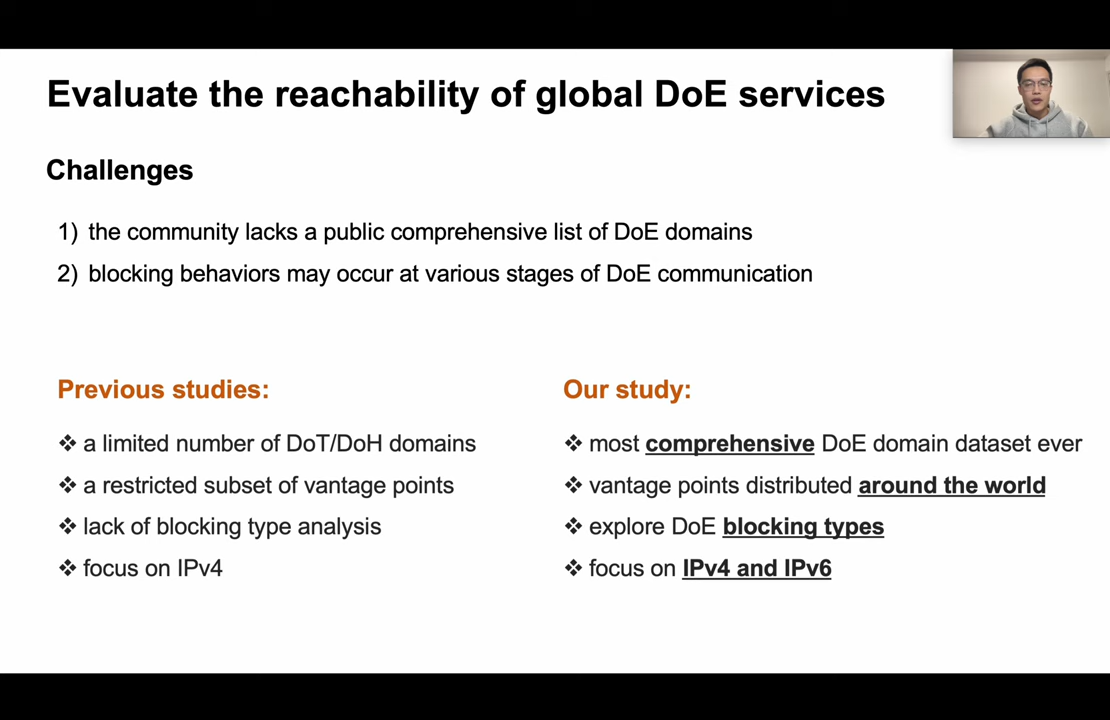 Evaluate the reachability of global DoE services
Challenges
1) the community lacks a public comprehensive list of DoE domains
2) blocking behaviors may occur at various stages of DoE communication
Previous studies:
❖ a limited number of DoT/DoH domains
❖ a restricted subset of vantage points
❖ lack of blocking type analysis
❖ focus on IPv4
Our study:
❖ most comprehensive DoE domain dataset ever
❖ vantage points distributed around the world
❖ explore DoE blocking types
❖ focus on IPv4 and IPv6